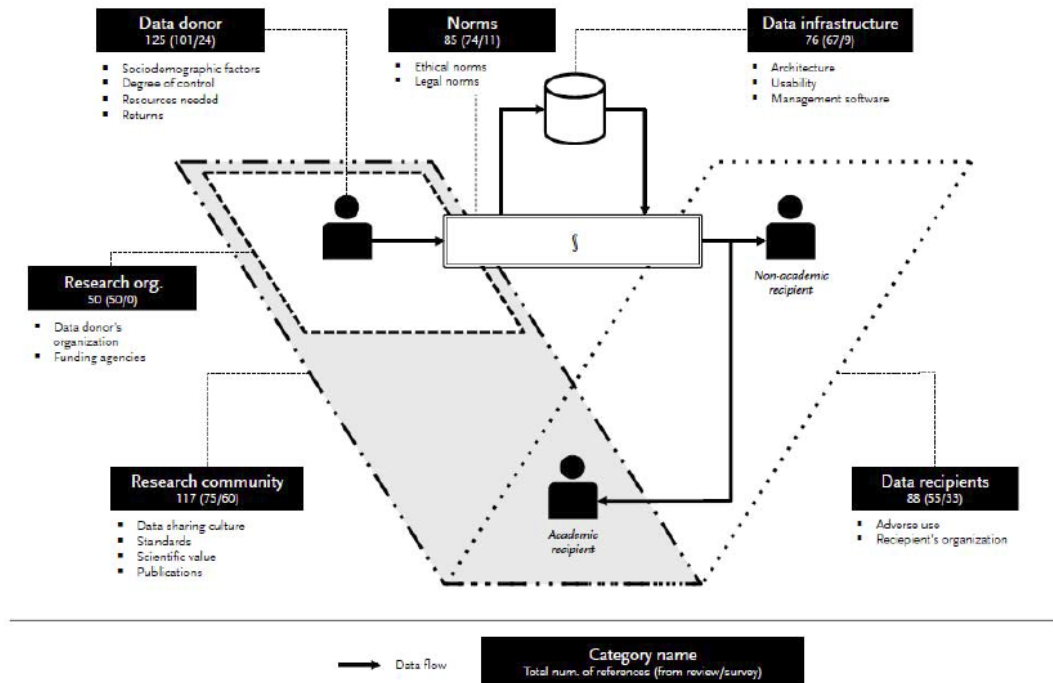 Data donor
125 (101/24)
▪ Sociodemographic factors
▪ Degree of control
▪ Resources needed
▪ Returns
Norms
85 (74/11)
▪ Ethical norms
▪ Legal norms
Data infrastructure
76 (67/9)
▪ Architecture
▪ Usability
▪ Management software
§
Non-academic
recipient
Research org.
50 (50/0)
▪ Data donor's
organization
▪ Funding agencies
Research community
117 (75/60)
▪ Data sharing culture
▪ Standards
▪ Scientific value
▪ Publications
Academic
recipient
Data recipients
88 (55/33)
▪ Adverse use
▪ Reciepient's organization
Data flow
Category name
Total num. of references (from review/survey)